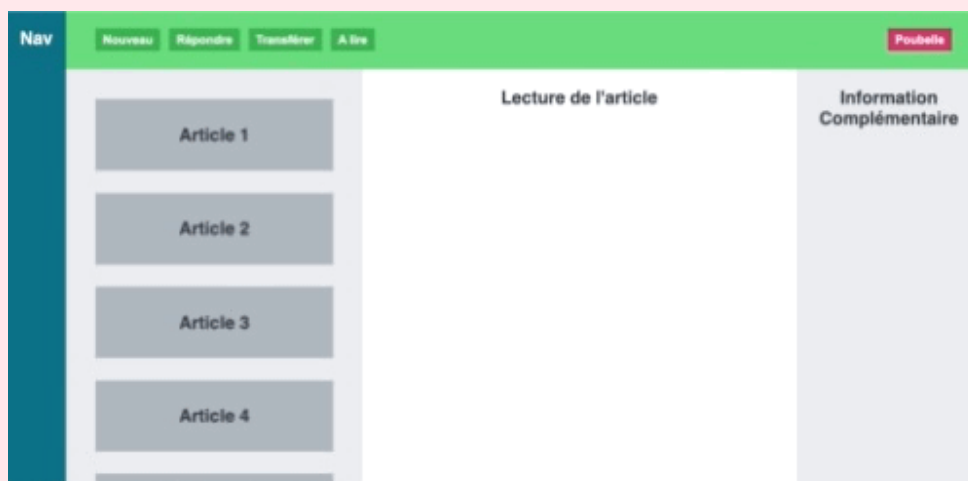 Nav
Nouveau Répondre Transférer A lire Poubelle
Lecture de l'article
Information
Complémentaire
Article 1
Article 2
Article 3
Article 4